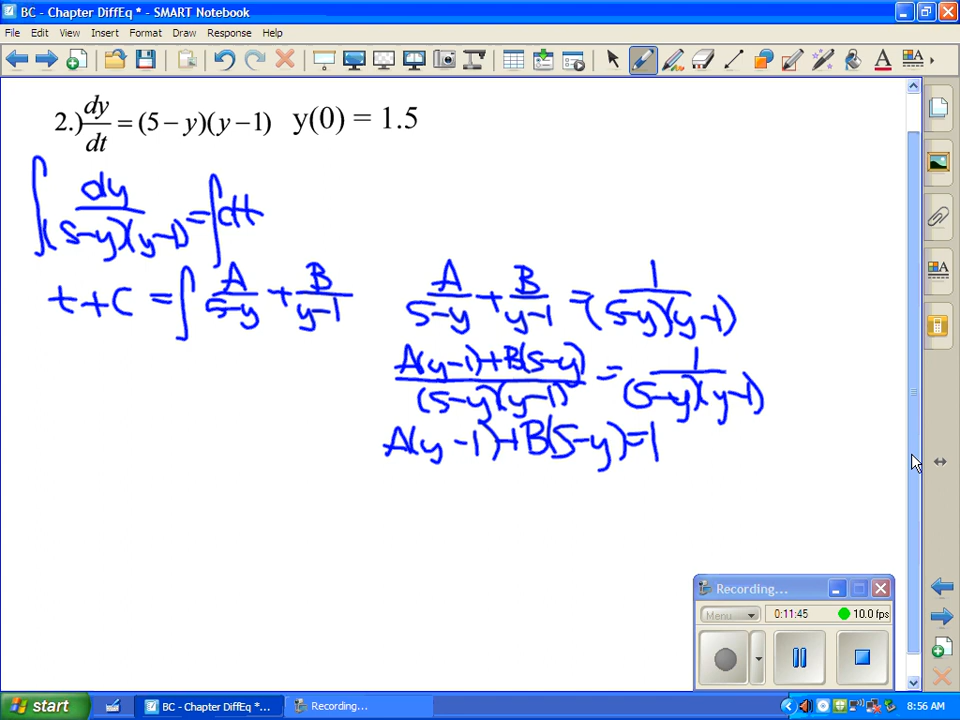 BC - Chapter DiffEq * - SMART Notebook
File Edit View Insert Format Draw Response Help
2.) dy/dt = (5 − y)(y − 1) y(0) = 1.5
∫ dy/((5-y)(y-1)) = ∫dt
t + C = ∫ A/(5-y) + B/(y-1)
A/(5-y) + B/(y-1) = 1/((5-y)(y-1))
(A(y-1)+B(5-y))/((5-y)(y-1)) = 1/((5-y)(y-1))
A(y-1)+B(5-y)=1
Recording...
Menu 0:11:45 10.0 fps
start BC - Chapter DiffEq *... Recording... 8:56 AM